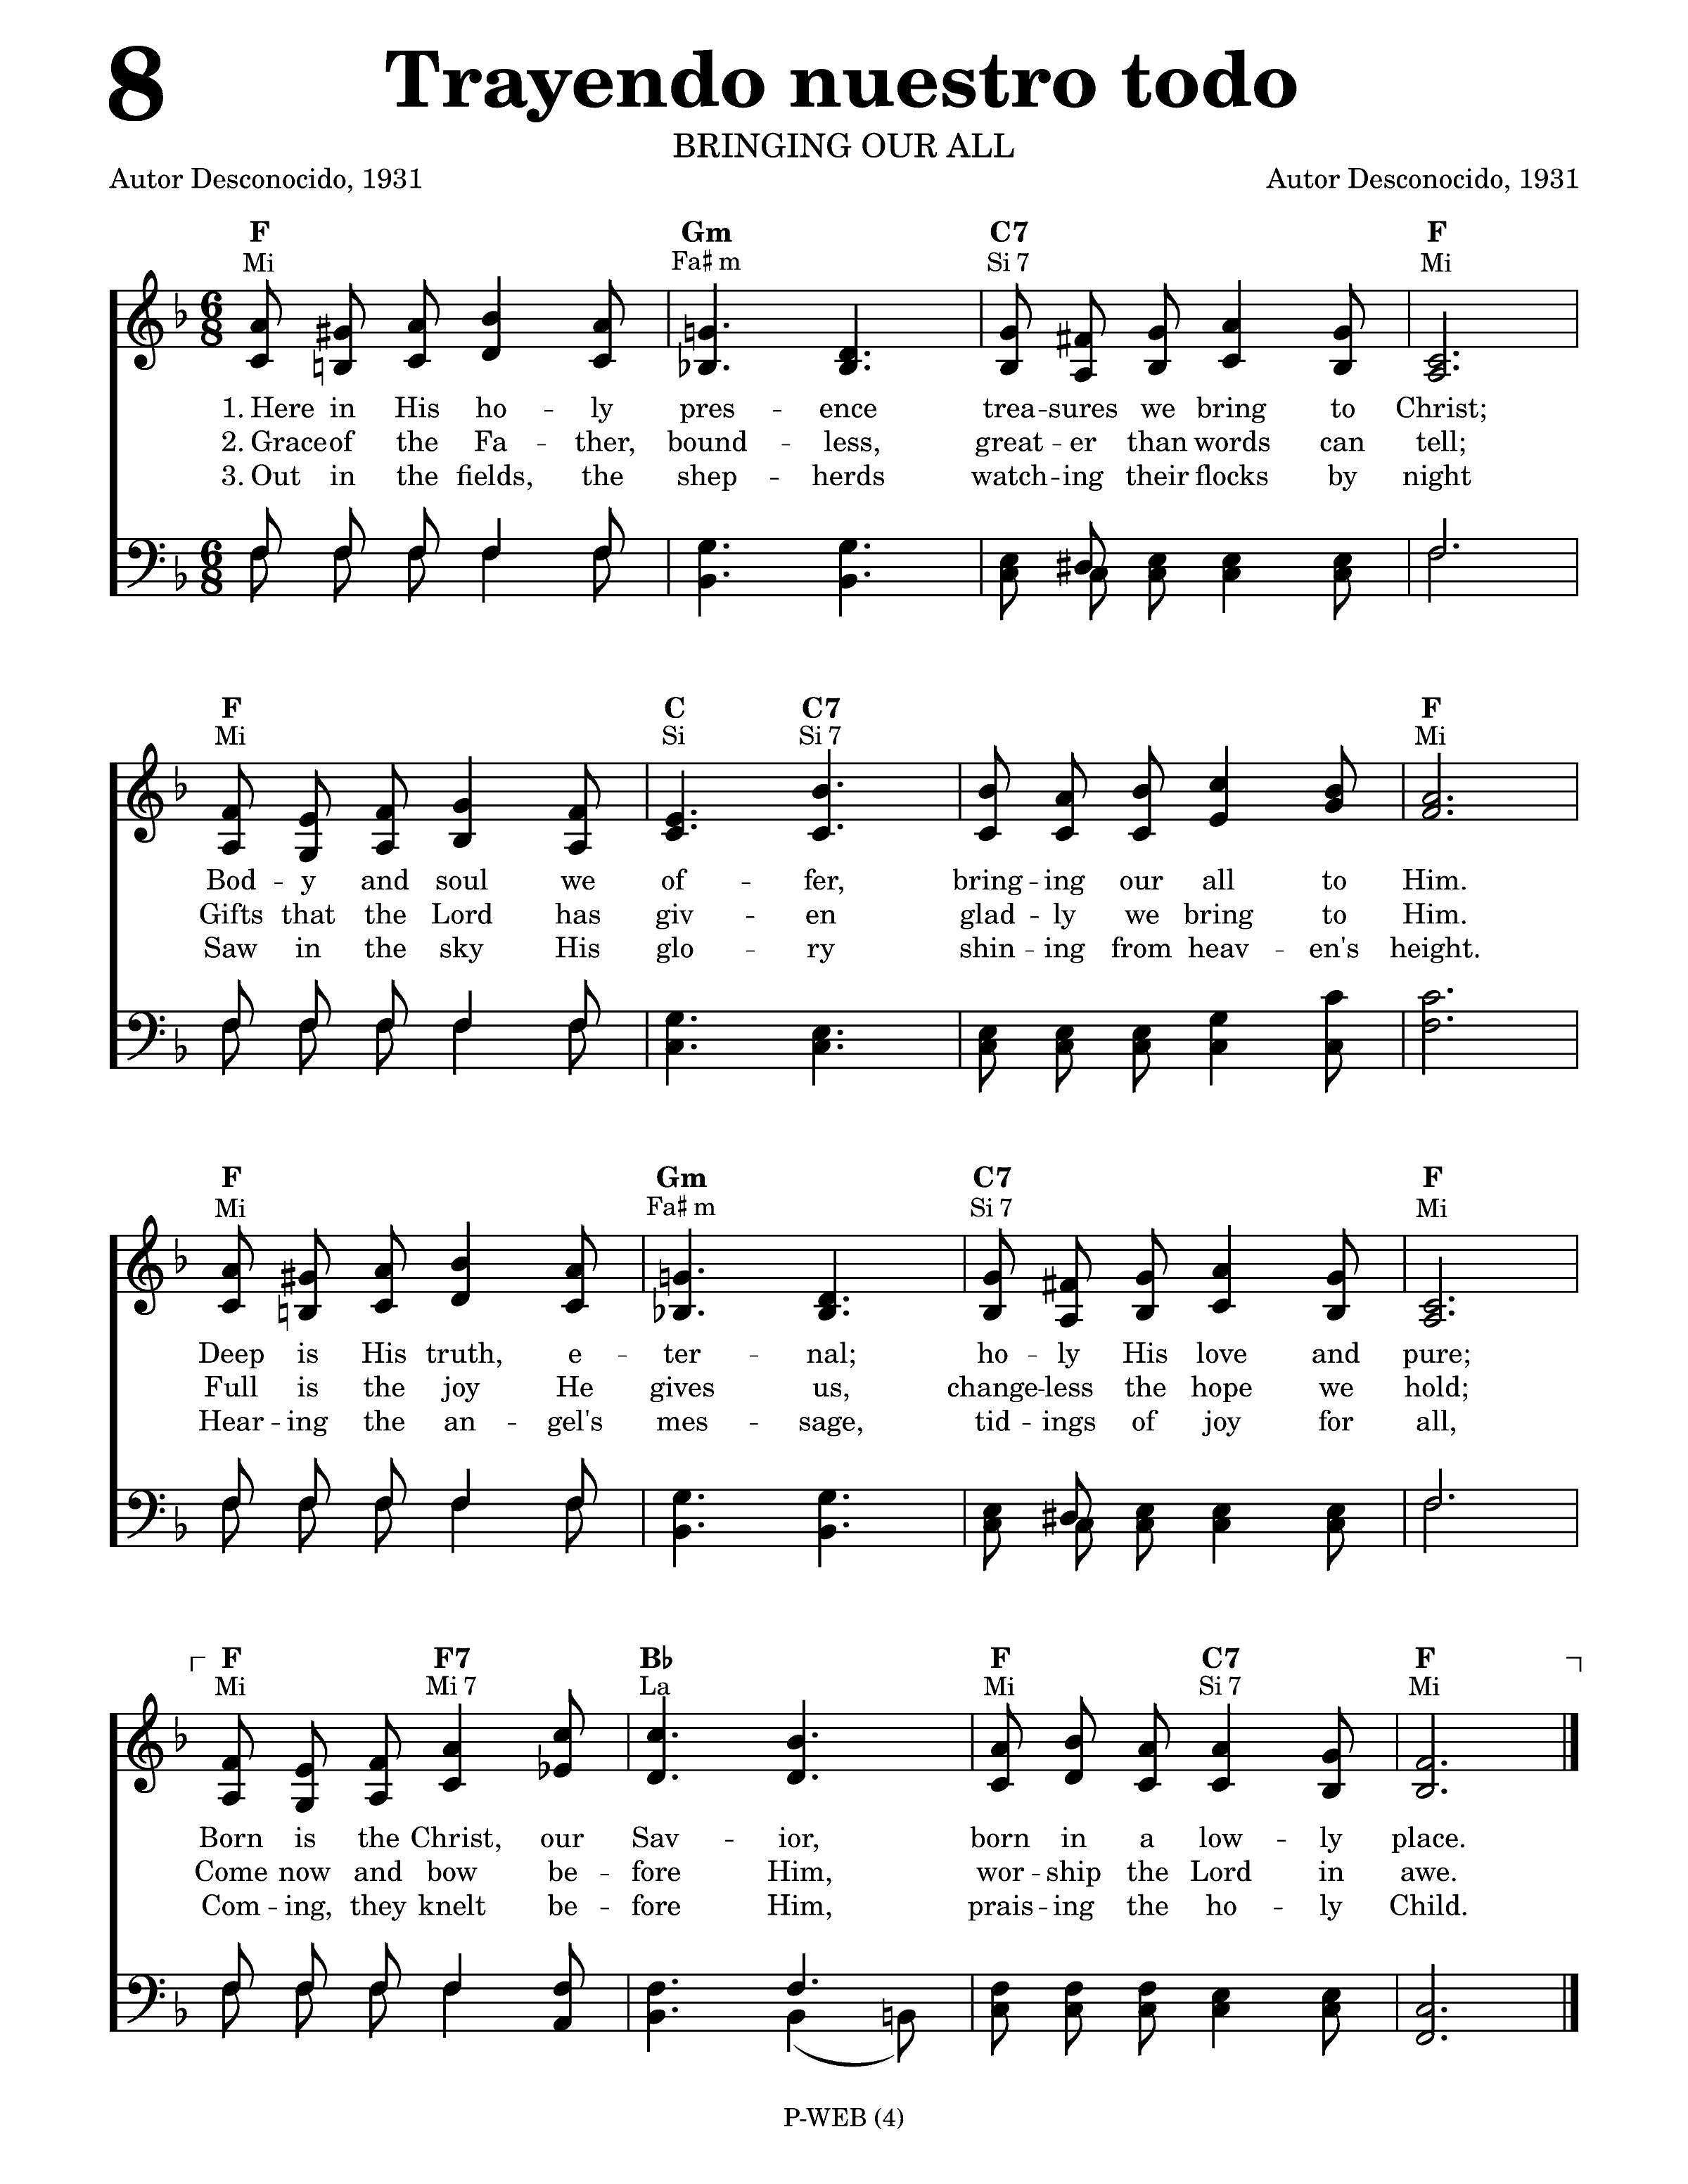 8 Trayendo nuestro todo
BRINGING OUR ALL
Autor Desconocido, 1931 Autor Desconocido, 1931
F Gm C7 F
Mi Fa♯m Si 7 Mi
6 8
1. Here in His ho -- ly pres -- ence trea -- sures we bring to Christ;
2. Grace of the Fa -- ther, bound -- less, great -- er than words can tell;
3. Out in the fields, the shep -- herds watch -- ing their flocks by night
6 8
F C C7 F
Mi Si Si 7 Mi
Bod -- y and soul we of -- fer, bring -- ing our all to Him.
Gifts that the Lord has giv -- en glad -- ly we bring to Him.
Saw in the sky His glo -- ry shin -- ing from heav -- en's height.
F Gm C7 F
Mi Fa♯m Si 7 Mi
Deep is His truth, e -- ter -- nal; ho -- ly His love and pure;
Full is the joy He gives us, change -- less the hope we hold;
Hear -- ing the an -- gel's mes -- sage, tid -- ings of joy for all,
F F7 B♭ F C7 F
Mi Mi 7 La Mi Si 7 Mi
Born is the Christ, our Sav -- ior, born in a low -- ly place.
Come now and bow be -- fore Him, wor -- ship the Lord in awe.
Com -- ing, they knelt be -- fore Him, prais -- ing the ho -- ly Child.
P-WEB (4)